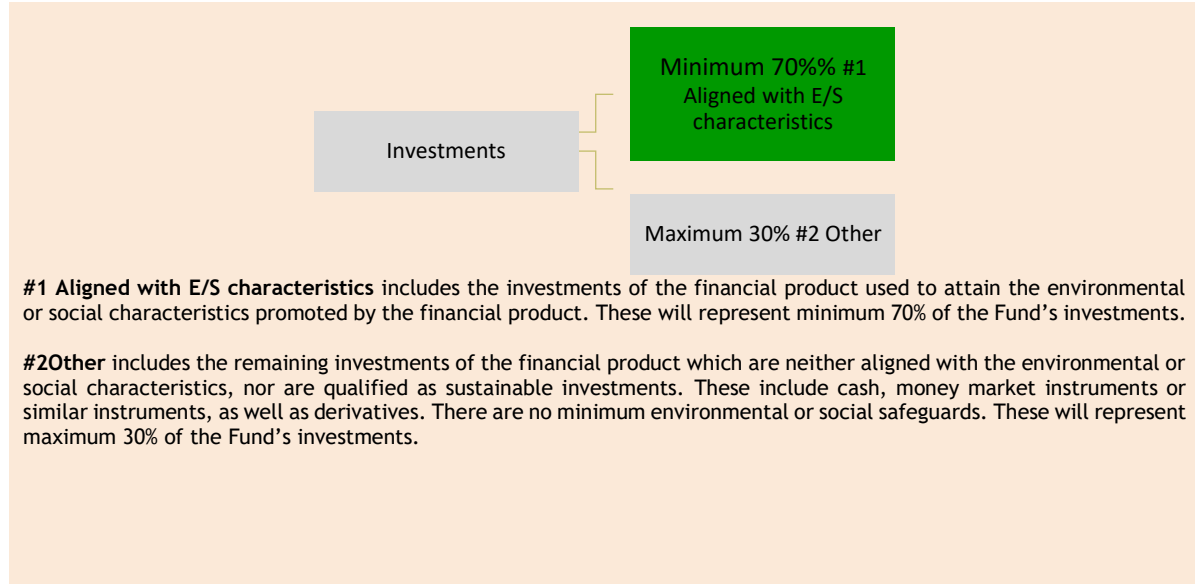 Minimum 70%% #1
Aligned with E/S
characteristics
Investments
Maximum 30% #2 Other
#1 Aligned with E/S characteristics includes the investments of the financial product used to attain the environmental
or social characteristics promoted by the financial product. These will represent minimum 70% of the Fund’s investments.
#2Other includes the remaining investments of the financial product which are neither aligned with the environmental or
social characteristics, nor are qualified as sustainable investments. These include cash, money market instruments or
similar instruments, as well as derivatives. There are no minimum environmental or social safeguards. These will represent
maximum 30% of the Fund’s investments.